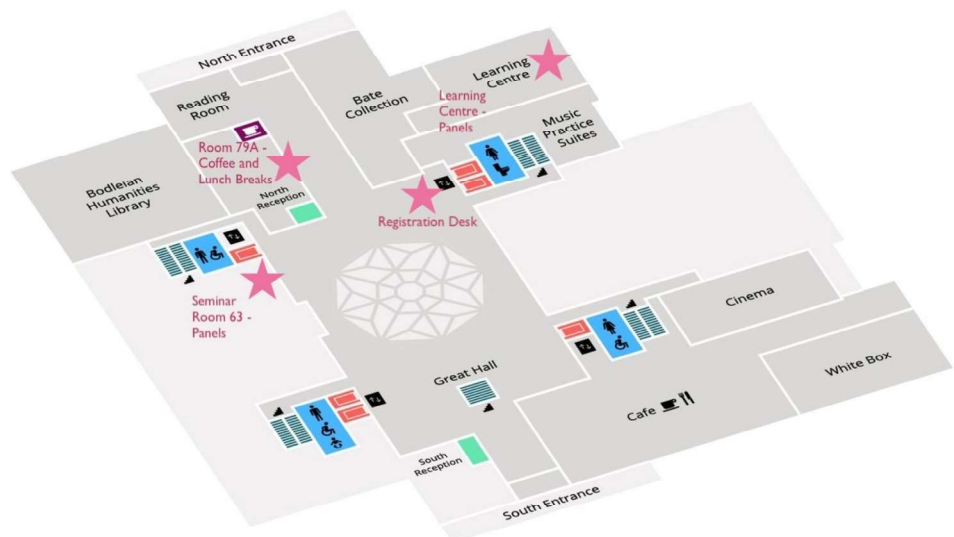 North Entrance
Reading
Room
Bate
Collection
Learning
Centre
Learning
Centre -
Panels
Music
Practice
Suites
Room 79A -
Coffee and
Lunch Breaks
Bodleian
Humanities
Library
North
Reception
Registration Desk
Seminar
Room 63 -
Panels
Cinema
White Box
Great Hall
Cafe
South
Reception
South Entrance